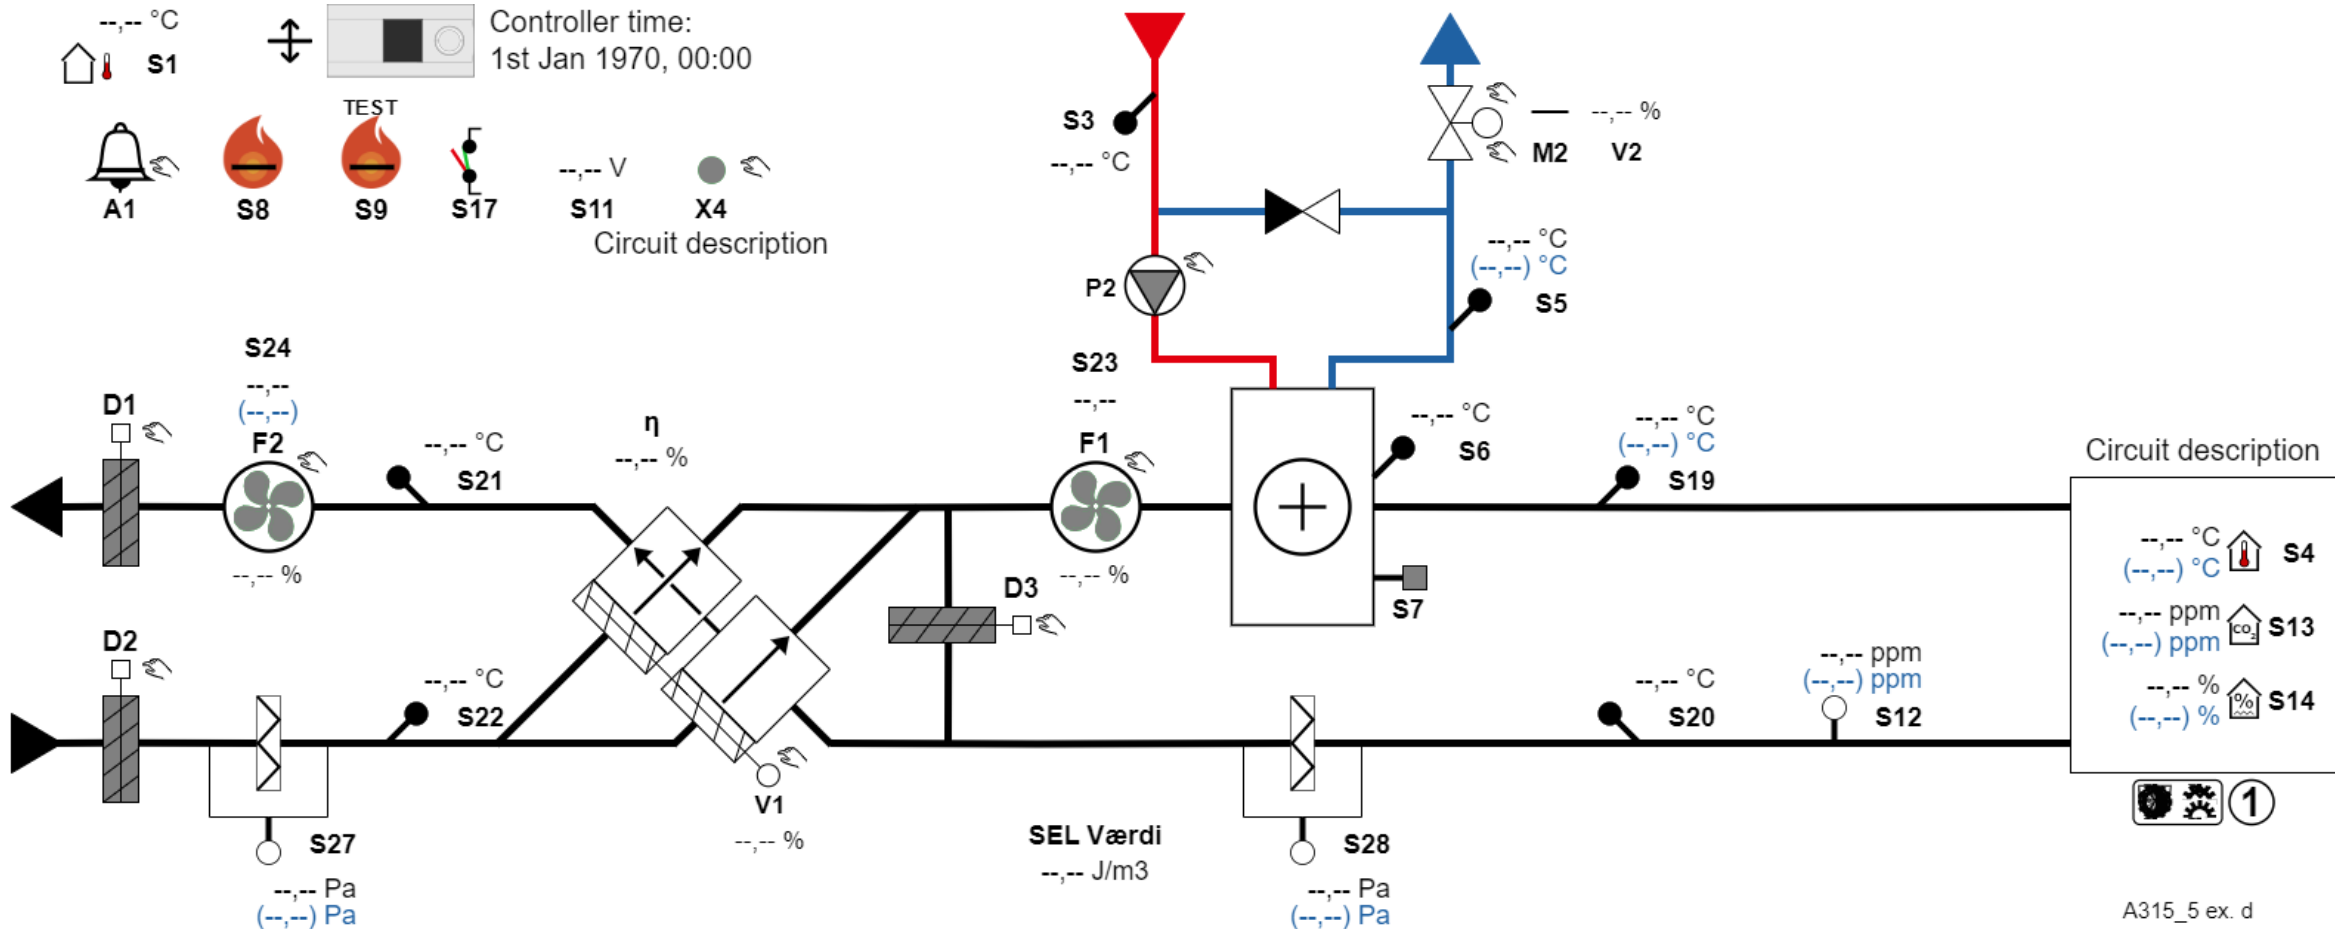 --,-- °C
S1
Controller time:
1st Jan 1970, 00:00
TEST
A1
S8
S9
S17
--,-- V
S11
X4
Circuit description
S3
--,-- °C
--,-- %
M2
V2
P2
--,-- °C
(--,--) °C
S5
S24
--,--
(--,--)
F2
--,-- %
D1
--,-- °C
S21
η
--,-- %
S23
--,--
F1
--,-- %
--,-- °C
S6
S7
--,-- °C
(--,--) °C
S19
Circuit description
--,-- °C
(--,--) °C
S4
--,-- ppm
(--,--) ppm
CO2
S13
--,-- %
(--,--) %
%
S14
D3
D2
--,-- °C
S22
--,-- °C
S20
--,-- ppm
(--,--) ppm
S12
V1
--,-- %
S27
--,-- Pa
(--,--) Pa
SEL Værdi
--,-- J/m3
S28
--,-- Pa
(--,--) Pa
1
A315_5 ex. d